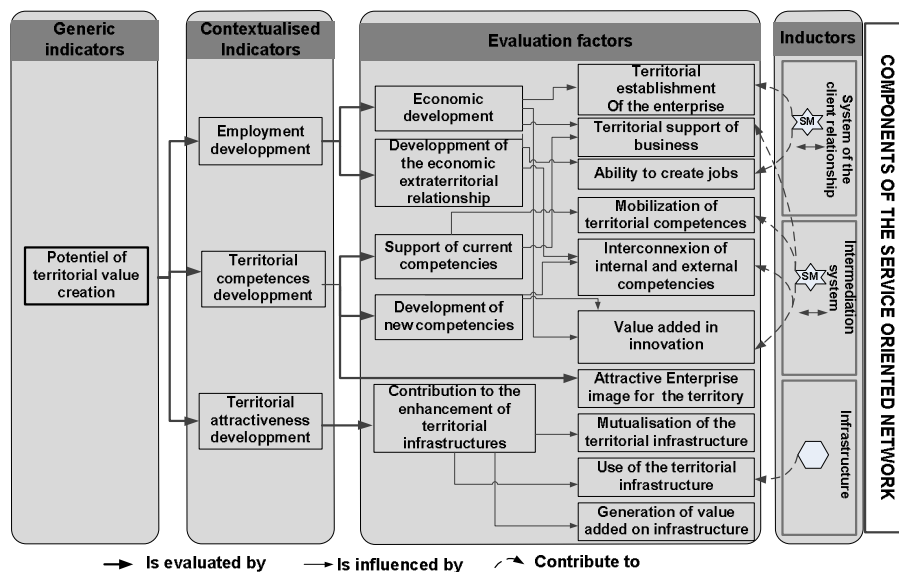 Generic
indicators
Contextualised
Indicators
Evaluation factors
Inductors
Potentiel of
territorial value
creation
Employment
developpment
Territorial
competences
developpment
Territorial
attractiveness
developpment
Economic
development
Developpment of
the economic
extraterritorial
relationship
Support of current
competencies
Development of
new competencies
Contribution to the
enhancement of
territorial
infrastructures
Territorial
establishment
Of the enterprise
Territorial support of
business
Ability to create jobs
Mobilization of
territorial competences
Interconnexion of
internal and external
competencies
Value added in
innovation
Attractive Enterprise
image for the territory
Mutualisation of the
territorial infrastructure
Use of the territorial
infrastructure
Generation of value
added on infrastructure
System of the
client relationship
SM
Intermediation
system
SM
Infrastructure
COMPONENTS OF THE SERVICE ORIENTED NETWORK
Is evaluated by
Is influenced by
Contribute to